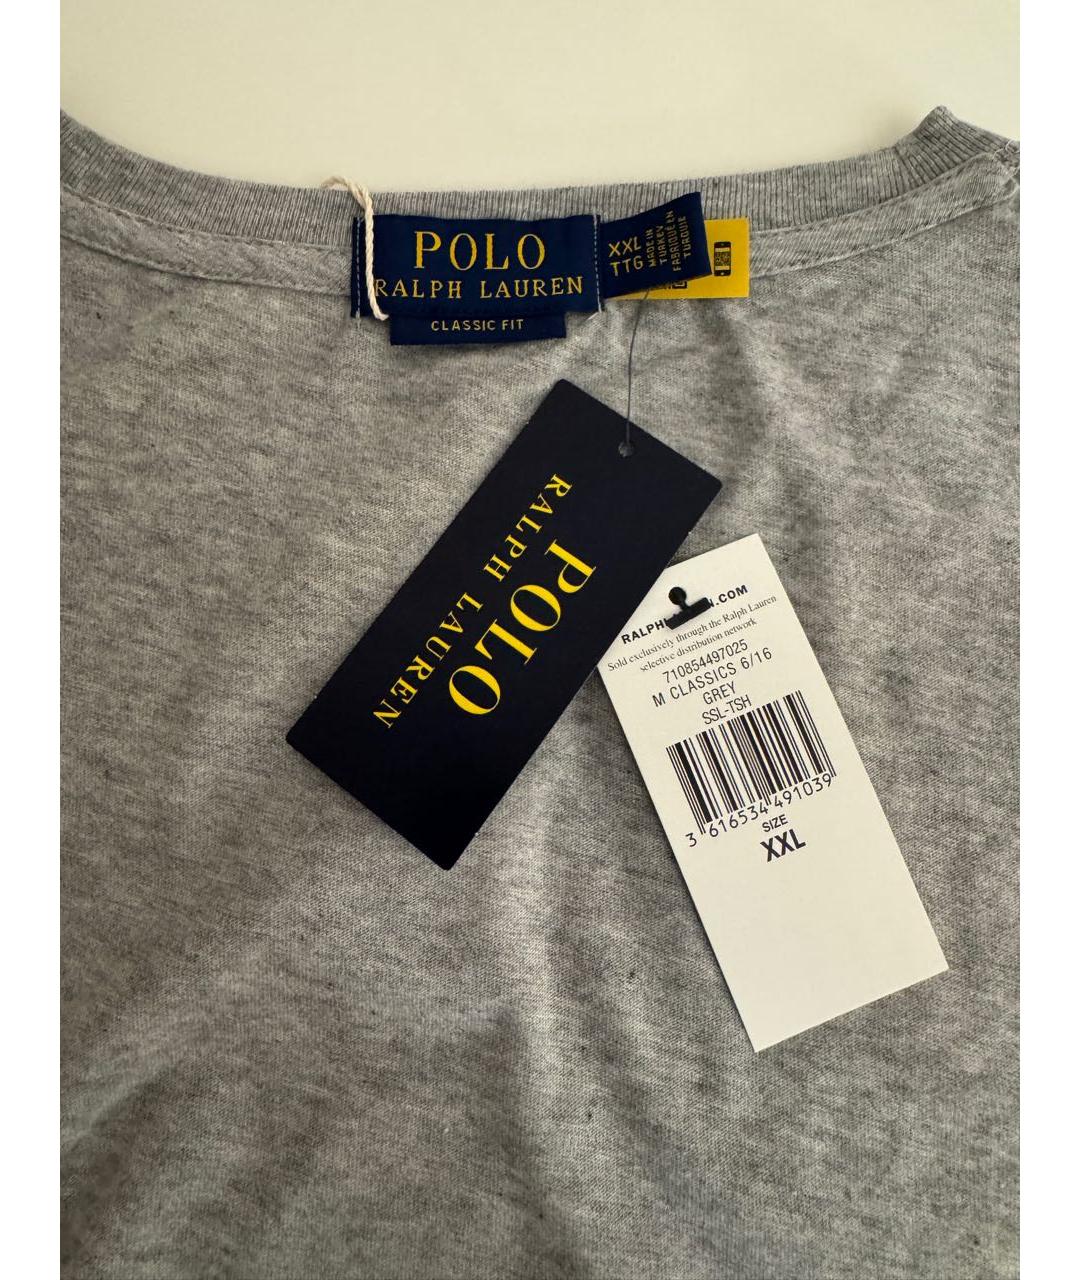 POLO
RALPH LAUREN
CLASSIC FIT
XXL
TTG
MADE IN
TURKEY
FABRIQUÉ EN
TURQUIE
POLO
RALPH LAUREN
.COM
Sold exclusively through the Ralph Lauren
selective distribution network
710854497025
M CLASSICS 6/16
GREY
SSL-TSH
3 616534 491039
SIZE
XXL